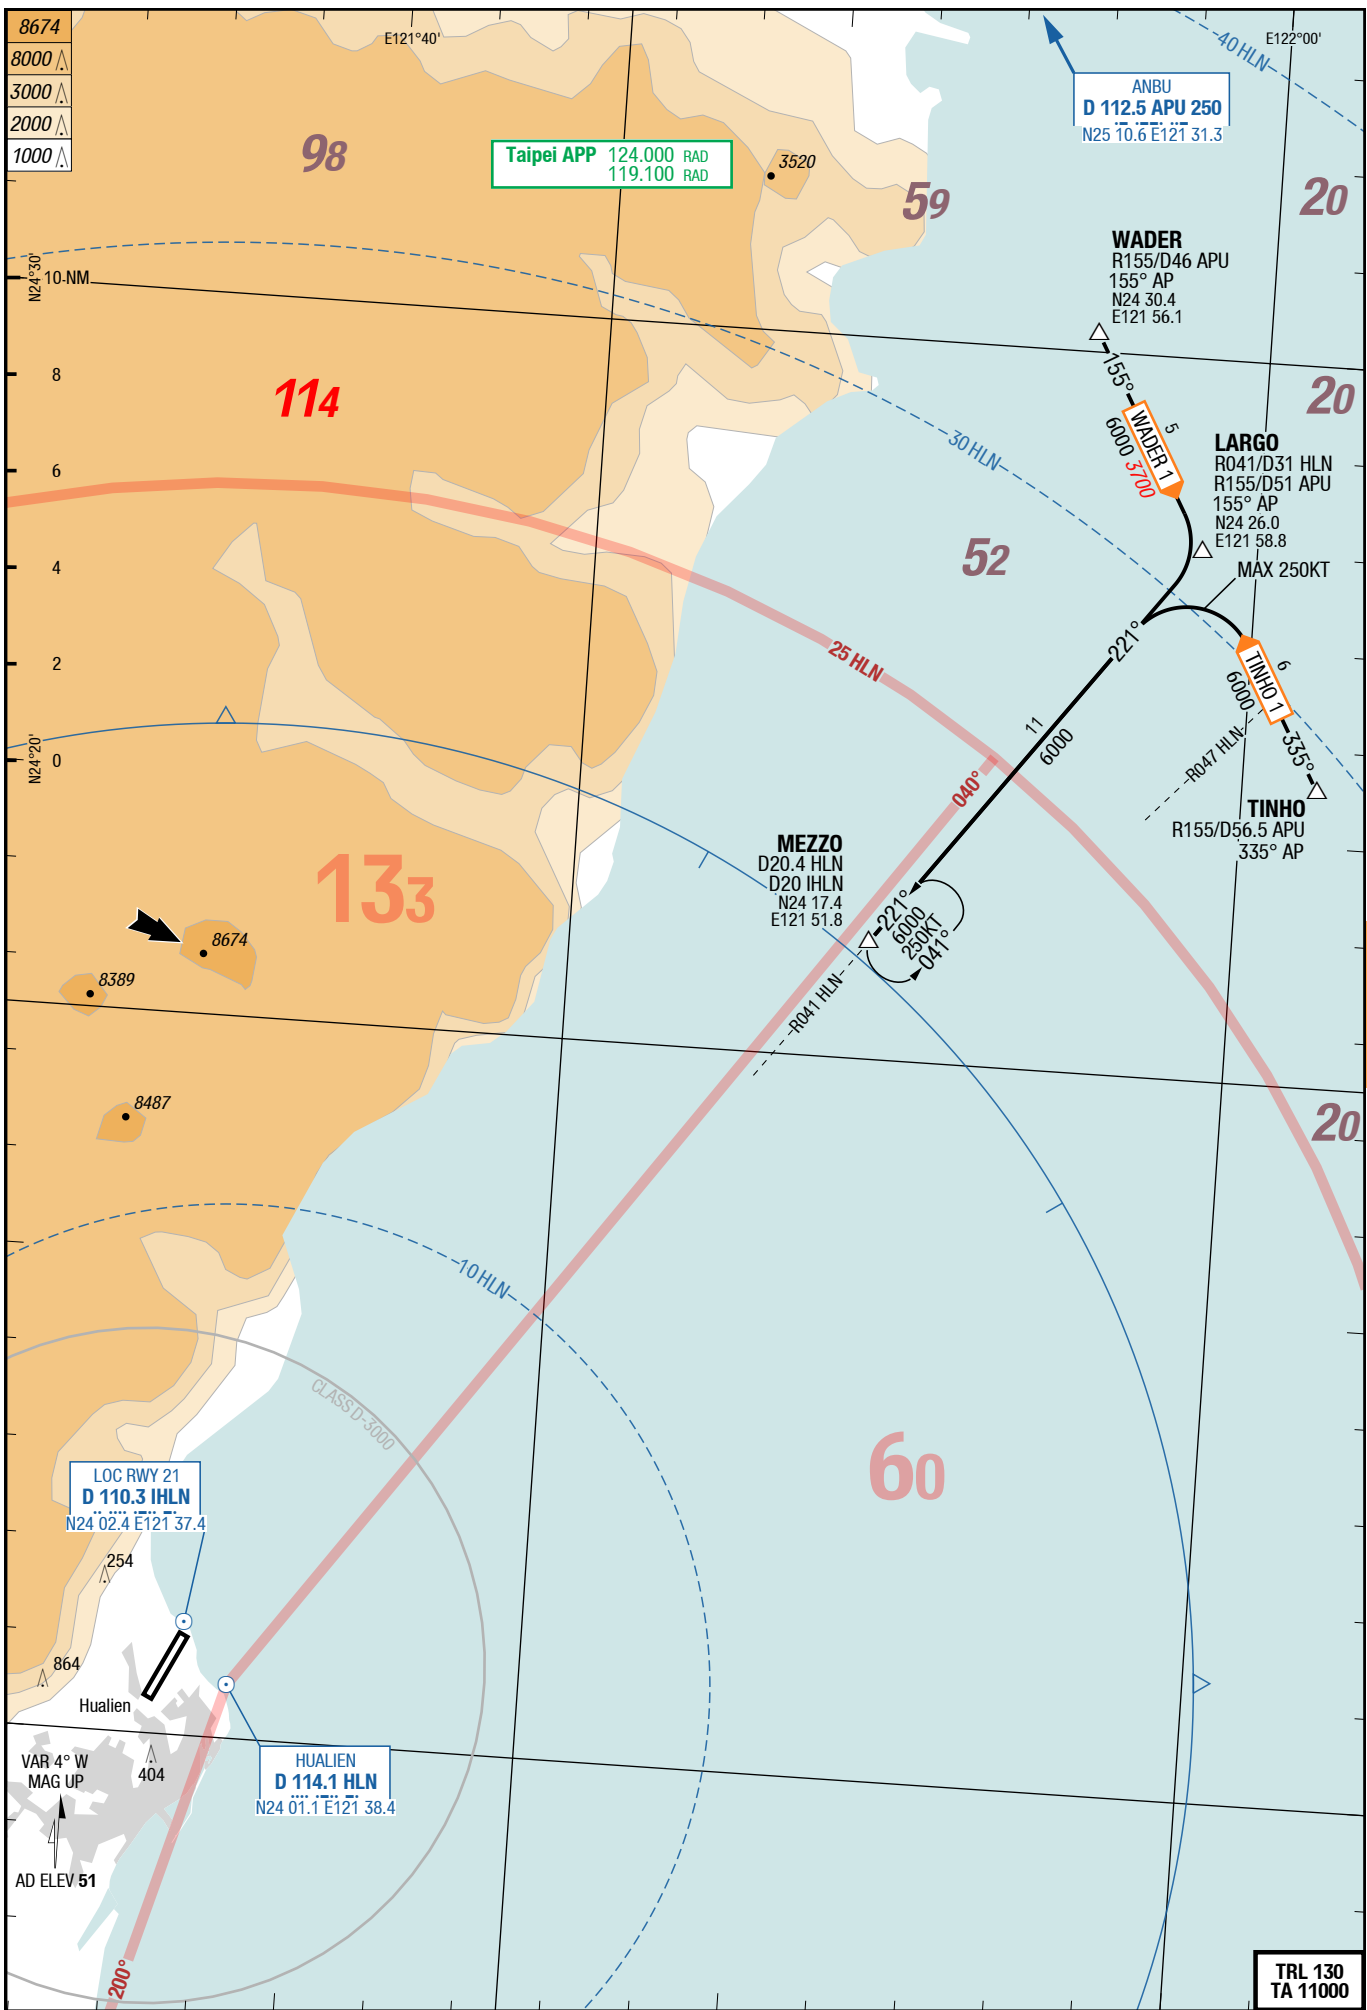 8674
8000
3000
2000
1000
E121°40'
E122°00'
40 HLN
ANBU
D 112.5 APU 250
N25 10.6 E121 31.3
98
Taipei APP 124.000 RAD
119.100 RAD
3520
59
20
WADER
R155/D46 APU
155° AP
N24 30.4
E121 56.1
N24°30'
10 NM
8
6
4
2
0
N24°20'
114
155°
WADER 1
5
6000 3700
20
30 HLN
LARGO
R041/D31 HLN
R155/D51 APU
155° AP
N24 26.0
E121 58.8
52
MAX 250KT
221°
25 HLN
TINHO 1
6
6000
335°
R047 HLN
11
6000
040°
TINHO
R155/D56.5 APU
335° AP
MEZZO
D20.4 HLN
D20 IHLN
N24 17.4
E121 51.8
221°
6000
250KT
041°
R041 HLN
133
8674
8389
8487
20
10 HLN
CLASS D-3000
60
LOC RWY 21
D 110.3 IHLN
N24 02.4 E121 37.4
254
864
Hualien
404
HUALIEN
D 114.1 HLN
N24 01.1 E121 38.4
VAR 4° W
MAG UP
AD ELEV 51
200°
TRL 130
TA 11000